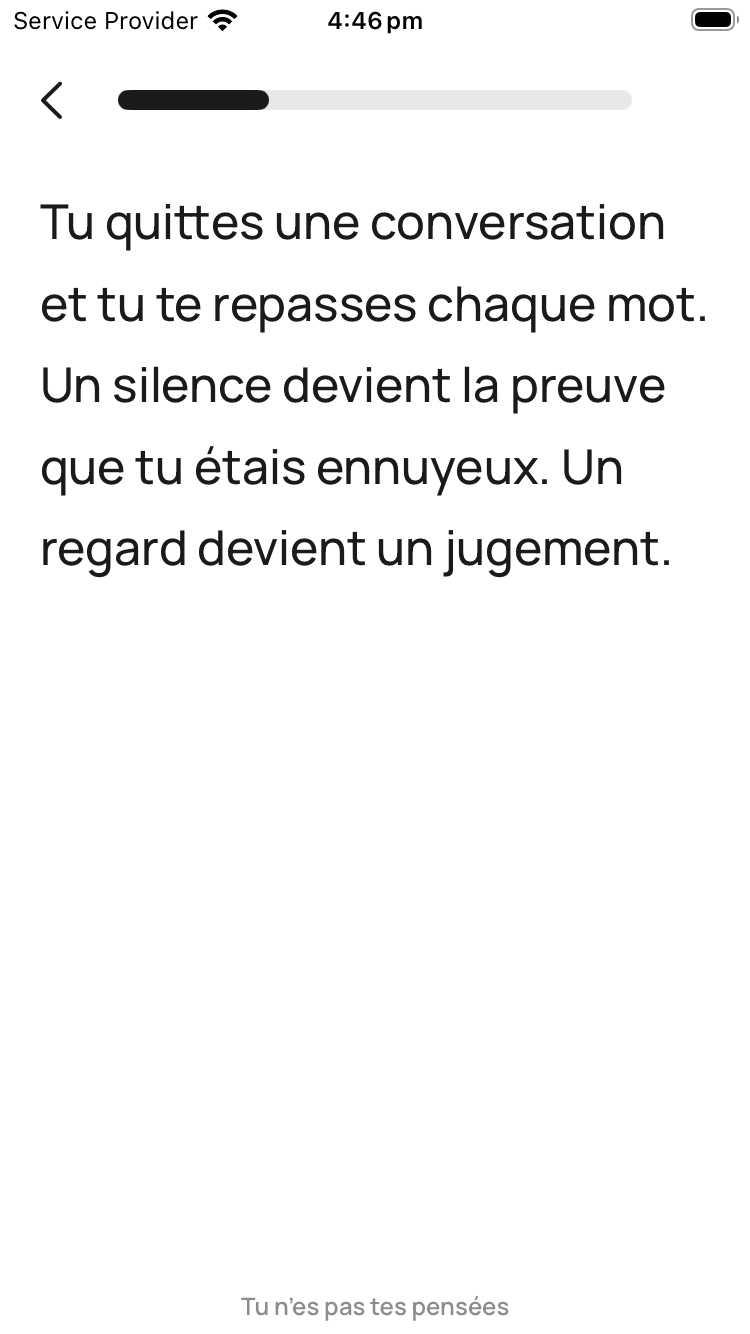 Service Provider 4:46 pm
Tu quittes une conversation
et tu te repasses chaque mot.
Un silence devient la preuve
que tu étais ennuyeux. Un
regard devient un jugement.
Tu n’es pas tes pensées